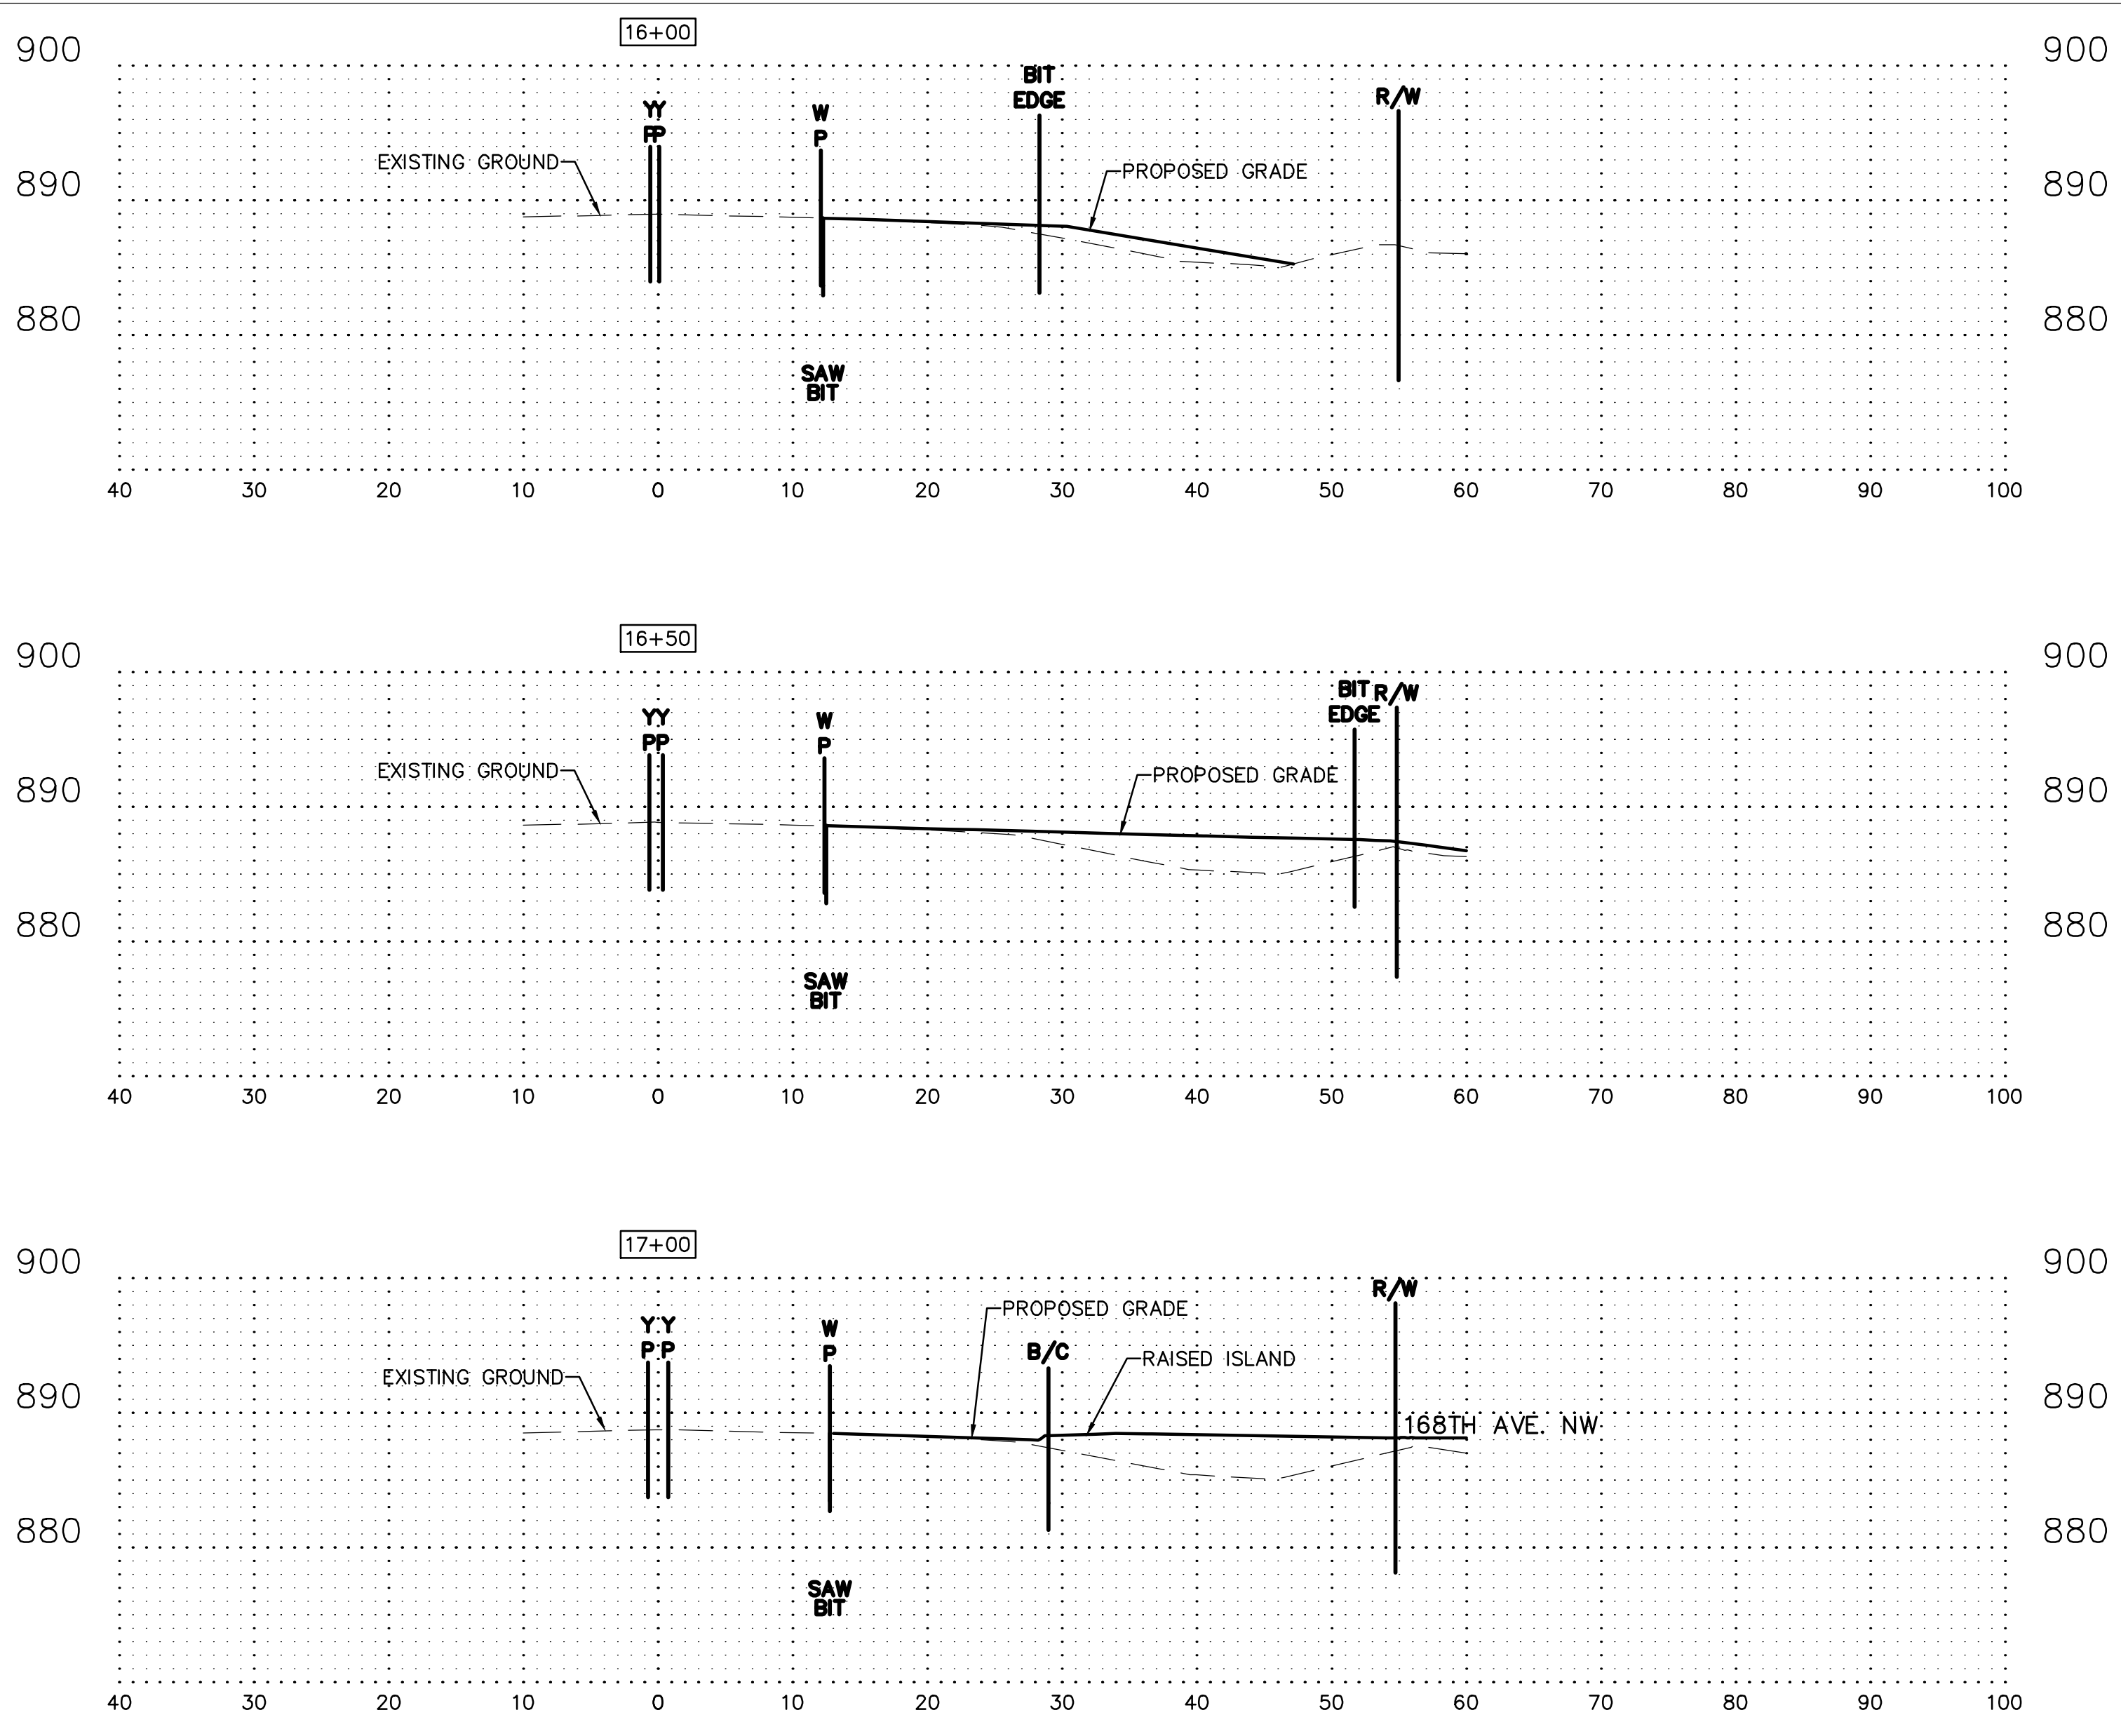 16+00
900 900
BIT
EDGE
R/W
YY
PP
W
P
EXISTING GROUND
PROPOSED GRADE
890 890
880 880
SAW
BIT
40 30 20 10 0 10 20 30 40 50 60 70 80 90 100
16+50
900 900
BIT R/W
EDGE
YY
PP
W
P
EXISTING GROUND
PROPOSED GRADE
890 890
880 880
SAW
BIT
40 30 20 10 0 10 20 30 40 50 60 70 80 90 100
17+00
900 900
R/W
PROPOSED GRADE
Y Y
P P
W
P
B/C
RAISED ISLAND
EXISTING GROUND
890 890
168TH AVE. NW
880 880
SAW
BIT
40 30 20 10 0 10 20 30 40 50 60 70 80 90 100